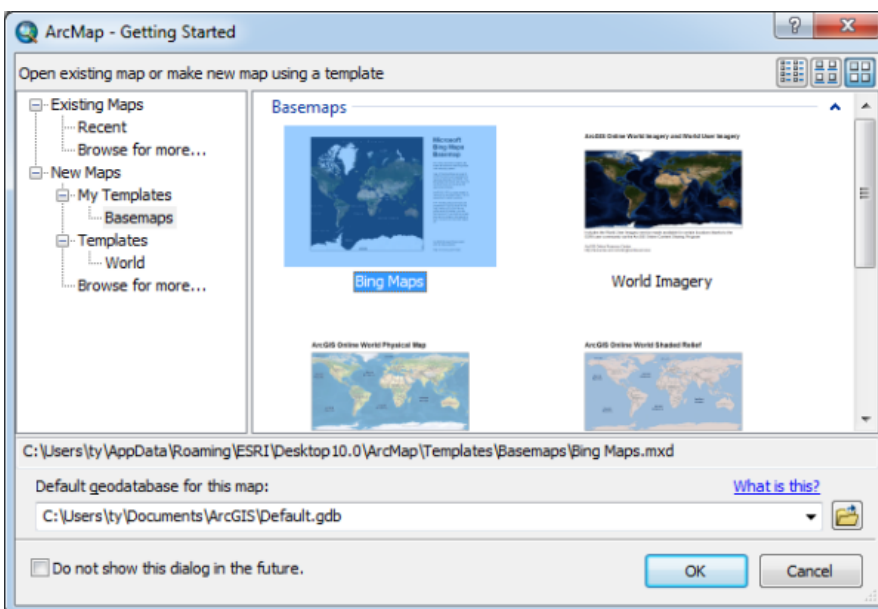 ArcMap - Getting Started
Open existing map or make new map using a template
Existing Maps
Recent
Browse for more...
New Maps
My Templates
Basemaps
Templates
World
Browse for more...
Basemaps
Microsoft
Bing Maps
Basemap
Bing Maps
ArcGIS Online World Imagery and World User Imagery
World Imagery
ArcGIS Online World Physical Map
ArcGIS Online World Shaded Relief
C:\Users\ty\AppData\Roaming\ESRI\Desktop10.0\ArcMap\Templates\Basemaps\Bing Maps.mxd
Default geodatabase for this map:
What is this?
C:\Users\ty\Documents\ArcGIS\Default.gdb
Do not show this dialog in the future.
OK
Cancel